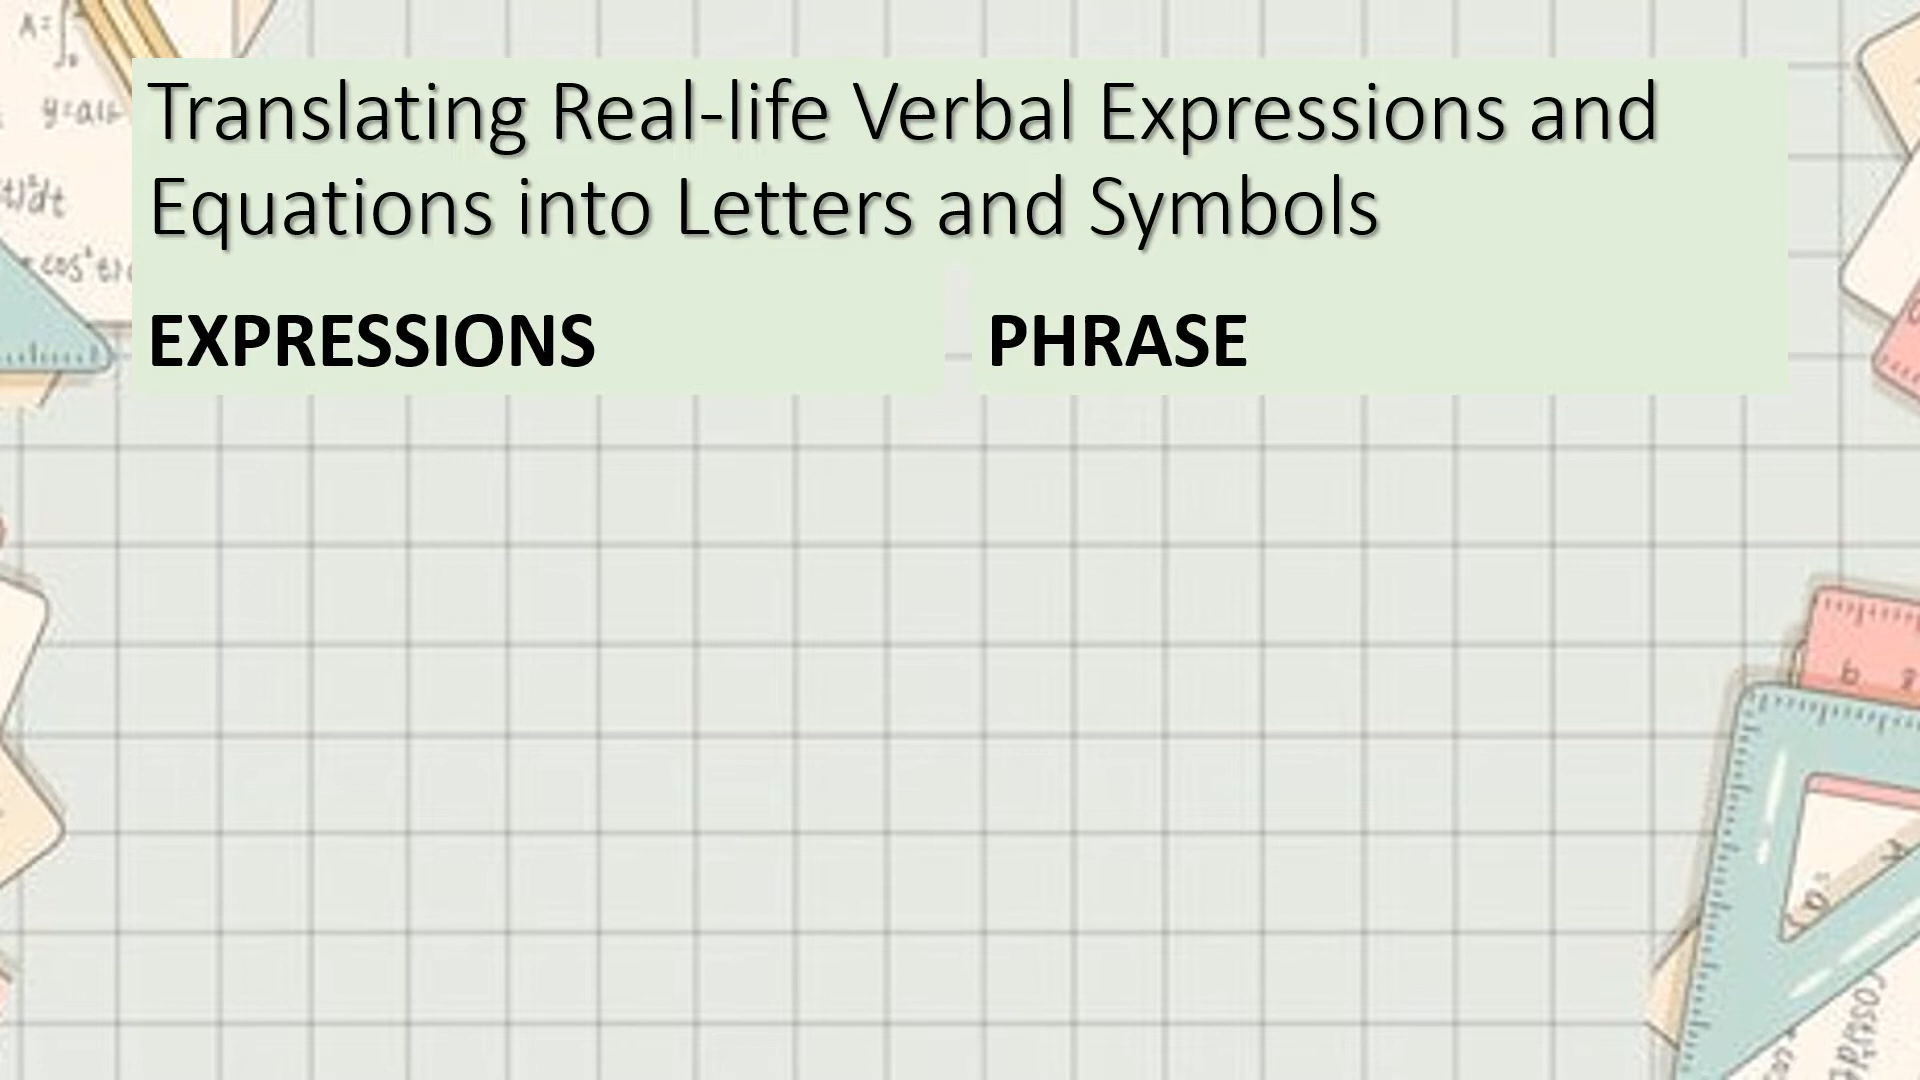 Translating Real-life Verbal Expressions and
Equations into Letters and Symbols
EXPRESSIONS
PHRASE